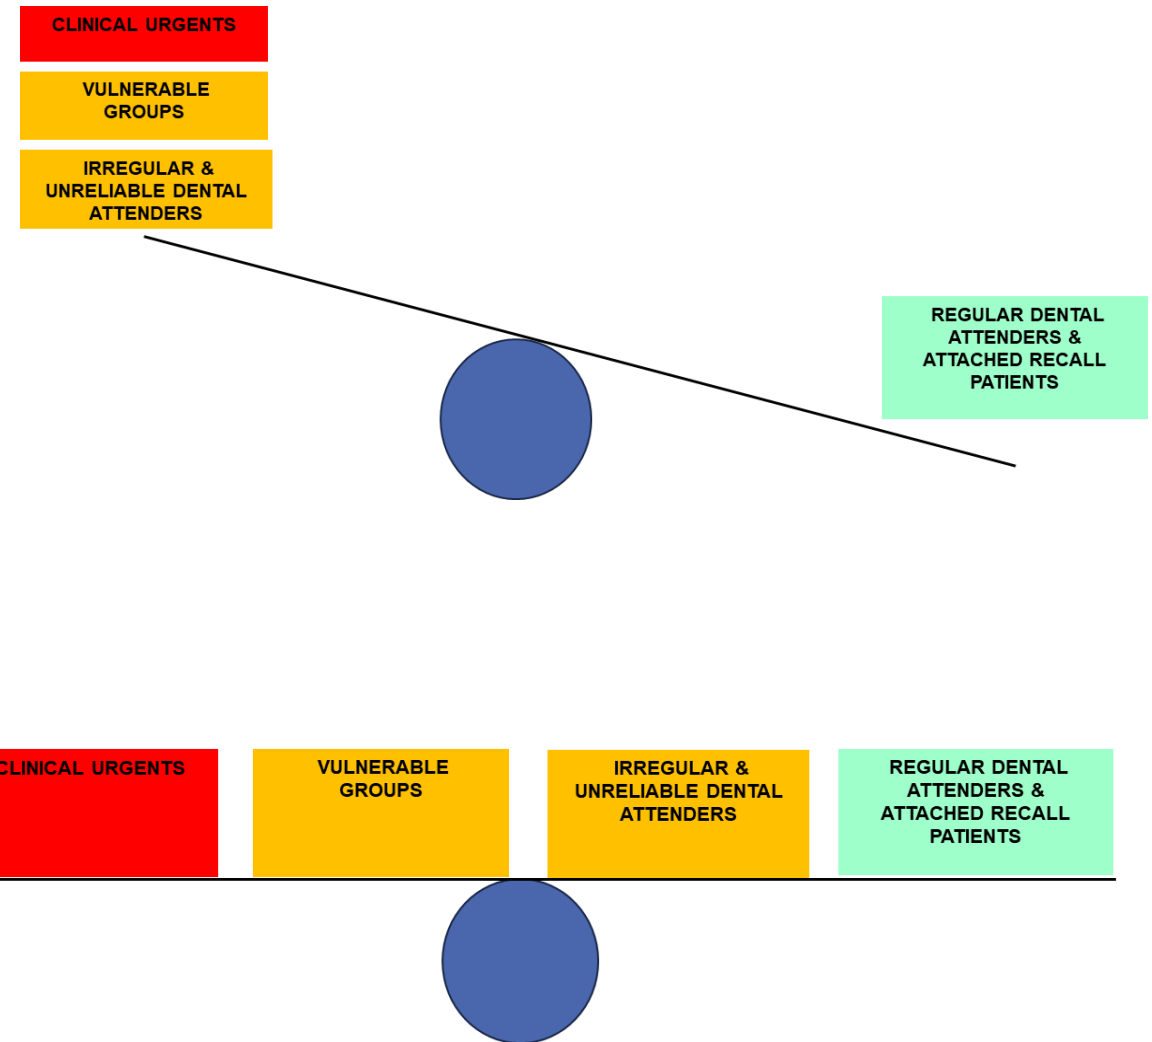 CLINICAL URGENTS
VULNERABLE
GROUPS
IRREGULAR &
UNRELIABLE DENTAL
ATTENDERS
REGULAR DENTAL
ATTENDERS &
ATTACHED RECALL
PATIENTS
CLINICAL URGENTS
VULNERABLE
GROUPS
IRREGULAR &
UNRELIABLE DENTAL
ATTENDERS
REGULAR DENTAL
ATTENDERS &
ATTACHED RECALL
PATIENTS